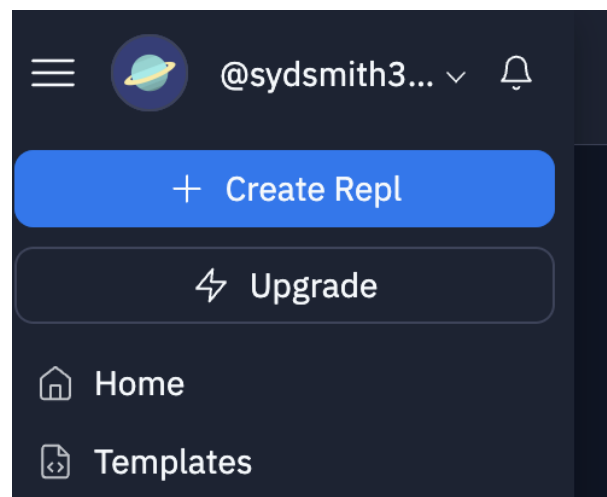 @sydsmith3...
+ Create Repl
Upgrade
Home
Templates